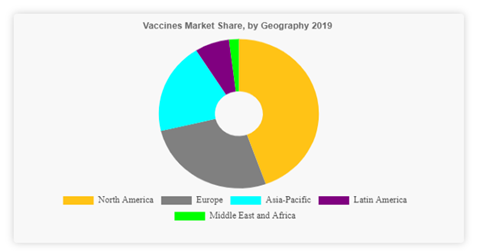 Vaccines Market Share, by Geography 2019
North America Europe Asia-Pacific Latin America
Middle East and Africa